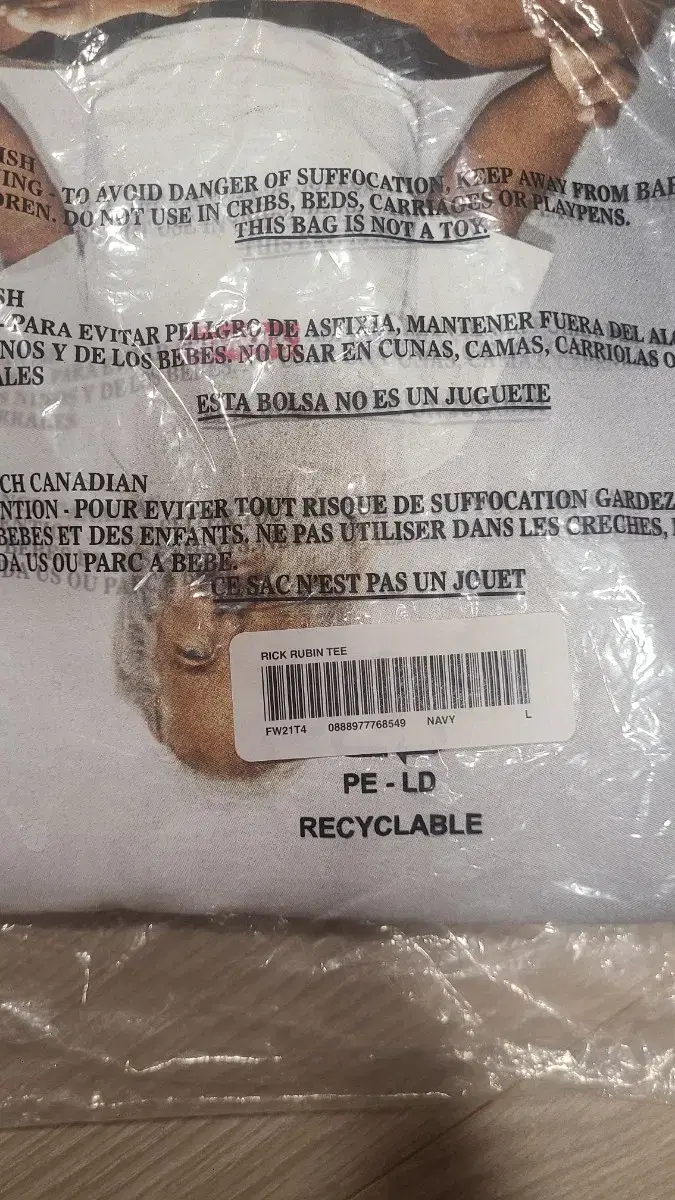 ISH
ING - TO AVOID DANGER OF SUFFOCATION, KEEP AWAY FROM BAB
DREN. DO NOT USE IN CRIBS, BEDS, CARRIAGES OR PLAYPENS.
THIS BAG IS NOT A TOY.
SH
- PARA EVITAR PELIGRO DE ASFIXIA, MANTENER FUERA DEL ALC
NOS Y DE LOS BEBES. NO USAR EN CUNAS, CAMAS, CARRIOLAS O
ALES
ESTA BOLSA NO ES UN JUGUETE
CH CANADIAN
NTION - POUR EVITER TOUT RISQUE DE SUFFOCATION GARDEZ
BEBES ET DES ENFANTS. NE PAS UTILISER DANS LES CRECHES,
DA US OU PARC A BEBE.
CE SAC N'EST PAS UN JOUET
RICK RUBIN TEE
FW21T4 0888977768549 NAVY L
PE - LD
RECYCLABLE